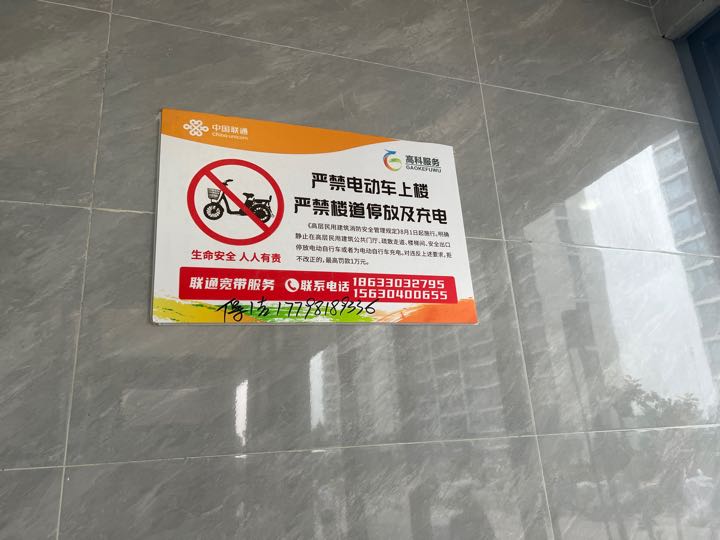 中国联通
China unicom
高科服务
GAOKEFUWU
严禁电动车上楼
严禁楼道停放及充电
《高层民用建筑消防安全管理规定》8月1日起施行，明确
静止在高层民用建筑公共门厅、疏散走道、楼梯间、安全出口
停放电动自行车或者为电动自行车充电。对违反上述要求，拒
不改正的，最高罚款1万元。
生命安全 人人有责
联通宽带服务 联系电话 18633032795
15630400655
17798189336